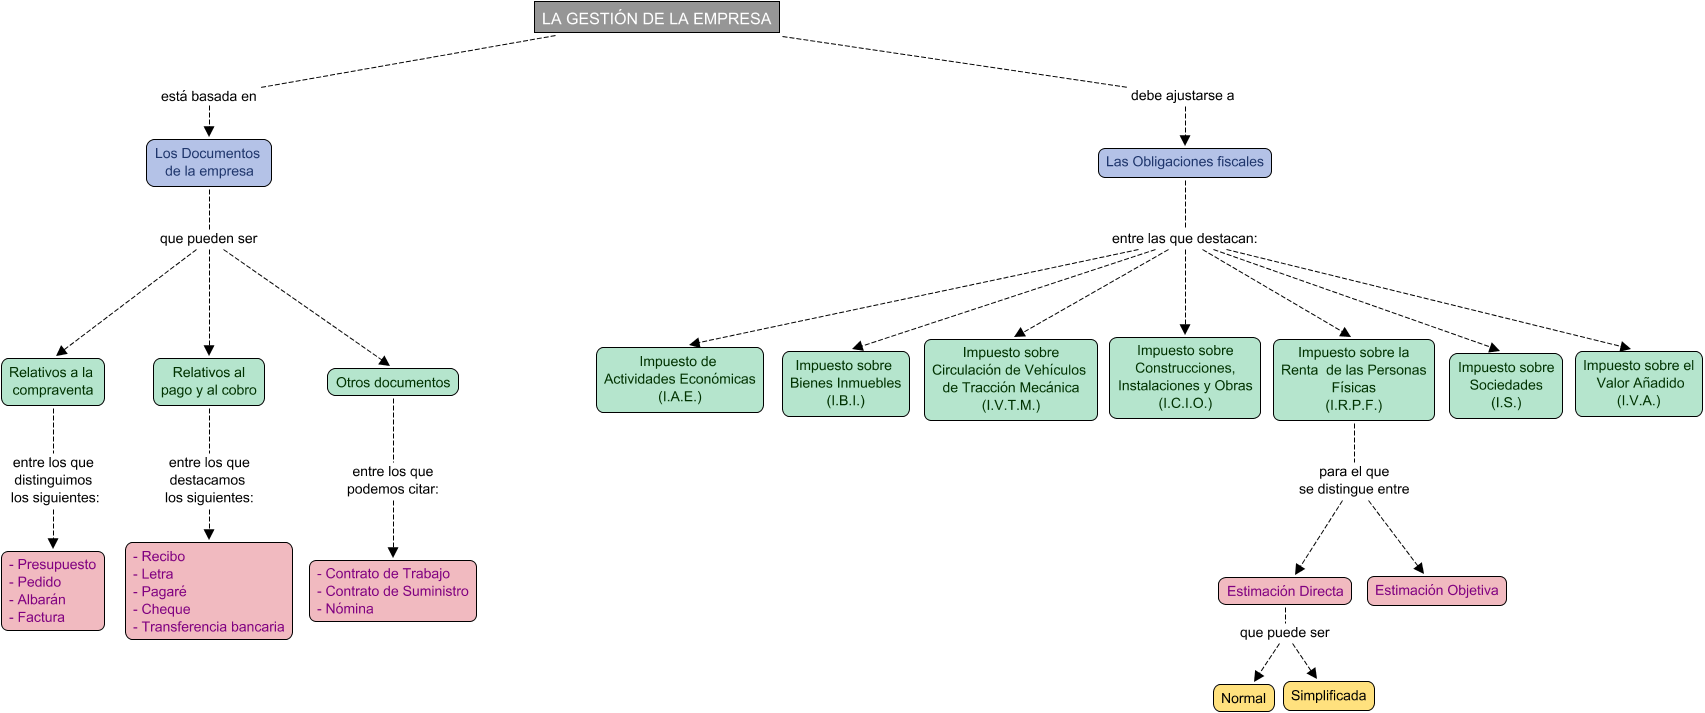 LA GESTIÓN DE LA EMPRESA
está basada en
debe ajustarse a
Los Documentos
de la empresa
Las Obligaciones fiscales
que pueden ser
entre las que destacan:
Relativos a la
compraventa
Relativos al
pago y al cobro
Otros documentos
Impuesto de
Actividades Económicas
(I.A.E.)
Impuesto sobre
Bienes Inmuebles
(I.B.I.)
Impuesto sobre
Circulación de Vehículos
de Tracción Mecánica
(I.V.T.M.)
Impuesto sobre
Construcciones,
Instalaciones y Obras
(I.C.I.O.)
Impuesto sobre la
Renta de las Personas
Físicas
(I.R.P.F.)
Impuesto sobre
Sociedades
(I.S.)
Impuesto sobre el
Valor Añadido
(I.V.A.)
entre los que
distinguimos
los siguientes:
entre los que
destacamos
los siguientes:
entre los que
podemos citar:
para el que
se distingue entre
- Presupuesto
- Pedido
- Albarán
- Factura
- Recibo
- Letra
- Pagaré
- Cheque
- Transferencia bancaria
- Contrato de Trabajo
- Contrato de Suministro
- Nómina
Estimación Directa
Estimación Objetiva
que puede ser
Normal
Simplificada